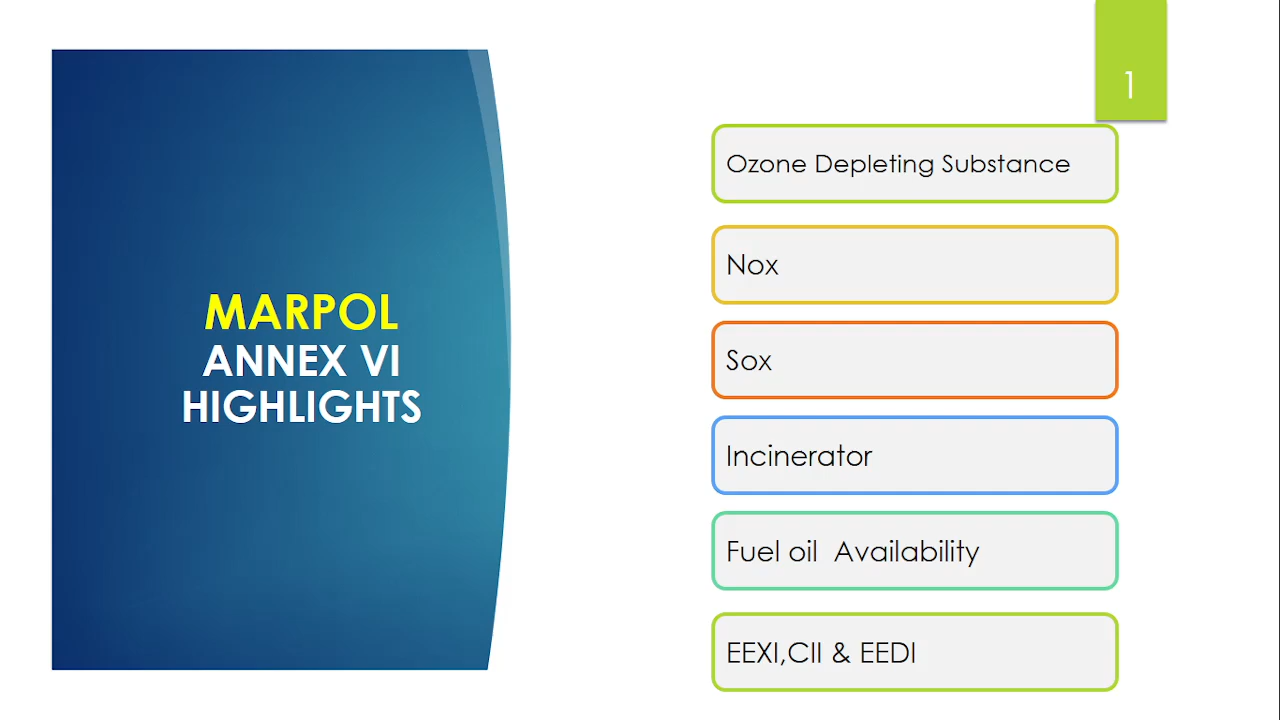 MARPOL
ANNEX VI
HIGHLIGHTS
1
Ozone Depleting Substance
Nox
Sox
Incinerator
Fuel oil  Availability
EEXI,CII & EEDI